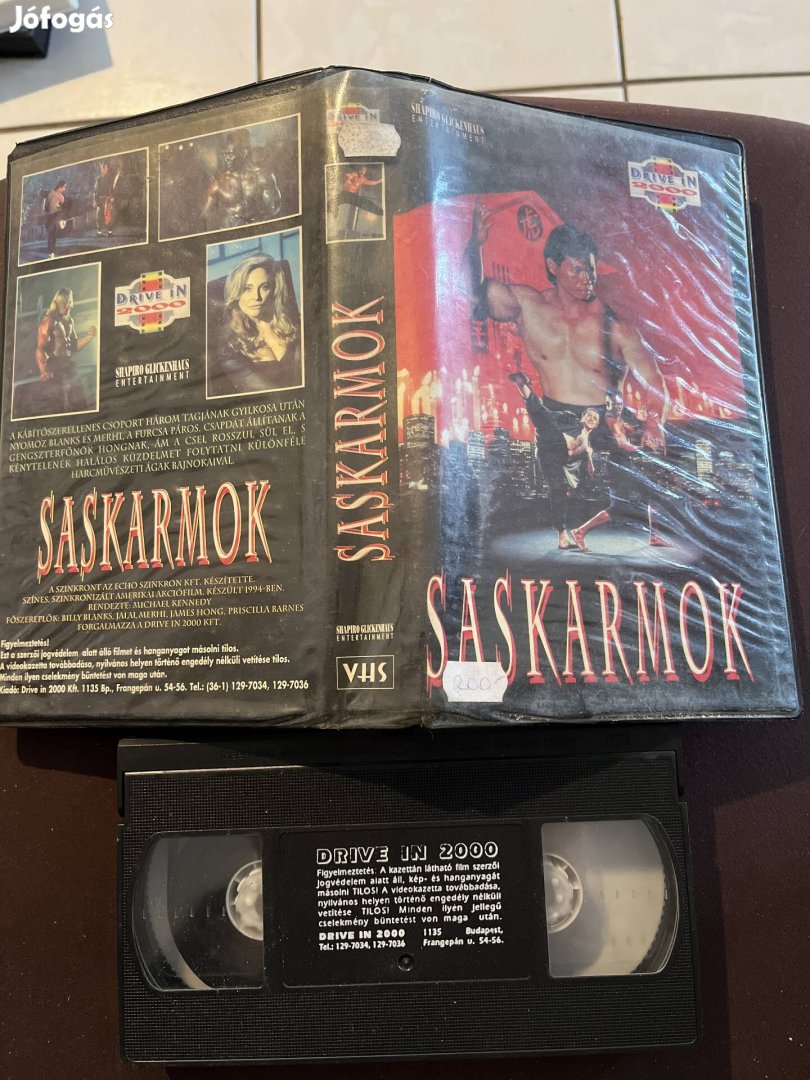 Jófogás
DRIVE IN
2000
SHAPIRO GLICKENHAUS
ENTERTAINMENT
A KÁBÍTÓSZERELLENES CSOPORT HÁROM TAGJÁNAK GYILKOSA UTÁN
NYOMOZ BLANKS ÉS MERHI, A FURCSA PÁROS. CSAPDÁT ÁLLÍTANAK A
GENGSZTERFŐNÖK HONGNAK, ÁM A CSEL ROSSZUL SÜL EL, S
KÉNYTELENEK HALÁLOS KÜZDELMET FOLYTATNI KÜLÖNFÉLE
HARCMŰVÉSZETI ÁGAK BAJNOKAIVAL.
SASKARMOK
A SZINKRONT AZ ECHO SZINKRON KFT. KÉSZÍTETTE.
SZÍNES, SZINKRONIZÁLT AMERIKAI AKCIÓFILM. KÉSZÜLT 1994-BEN.
RENDEZTE: MICHAEL KENNEDY
FŐSZEREPLŐK: BILLY BLANKS, JALAL MERHI, JAMES HONG, PRISCILLA BARNES
FORGALMAZZA A DRIVE IN 2000 KFT.
Figyelmeztetés!
Ezt a szerzői jogvédelem alatt álló filmet és hanganyagot másolni tilos.
A videokazetta továbbadása, nyilvános helyen történő engedély nélküli vetítése tilos.
Minden ilyen cselekmény büntetést von maga után.
Kiadó: Drive in 2000 Kft. 1135 Bp., Frangepán u. 54-56. Tel.: (36-1) 129-7034, 129-7036
DRIVE IN
SASKARMOK
SHAPIRO GLICKENHAUS
ENTERTAINMENT
VHS
SHAPIRO GLICKENHAUS
ENTERTAINMENT
DRIVE IN
2000
SASKARMOK
200,-
DRIVE IN 2000
Figyelmeztetés. A kazettán látható film szerzői
jogvédelem alatt áll, kép- és hanganyagát
másolni TILOS! A videokazetta továbbadása,
nyilvános helyen történő engedély nélküli
vetítése TILOS! Minden ilyen jellegű
cselekmény büntetést von maga után.
DRIVE IN 2000 1135 Budapest,
Tel.: 129-7034, 129-7036 Frangepán u. 54-56.